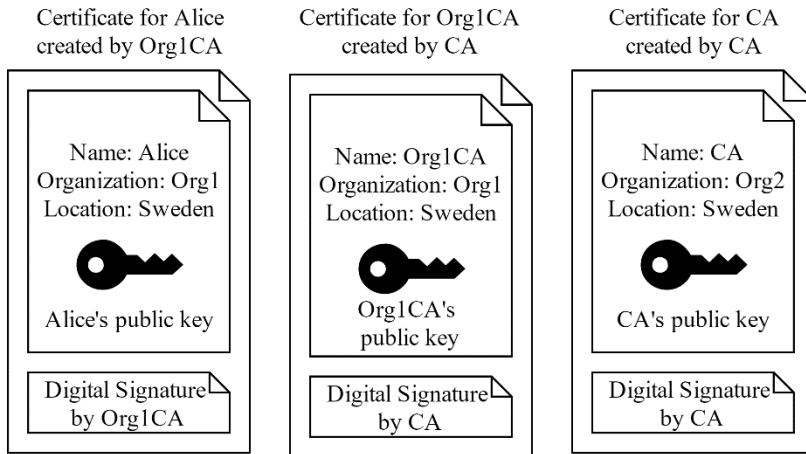 Certificate for Alice
created by Org1CA
Name: Alice
Organization: Org1
Location: Sweden
Alice's public key
Digital Signature
by Org1CA
Certificate for Org1CA
created by CA
Name: Org1CA
Organization: Org1
Location: Sweden
Org1CA's
public key
Digital Signature
by CA
Certificate for CA
created by CA
Name: CA
Organization: Org2
Location: Sweden
CA's public key
Digital Signature
by CA